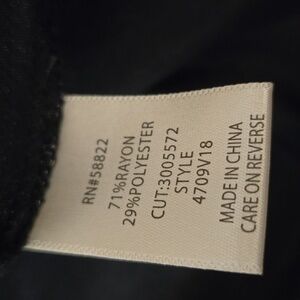 RN#58822
71%RAYON
29%POLYESTER
CUT:3005572
STYLE
4709V18
MADE IN CHINA
CARE ON REVERSE